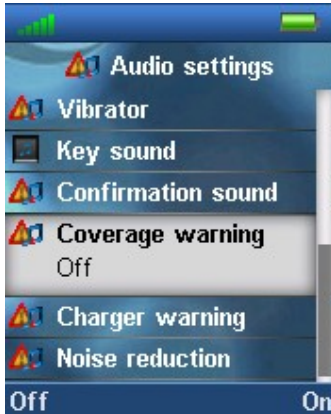 Audio settings
Vibrator
Key sound
Confirmation sound
Coverage warning
Off
Charger warning
Noise reduction
Off On